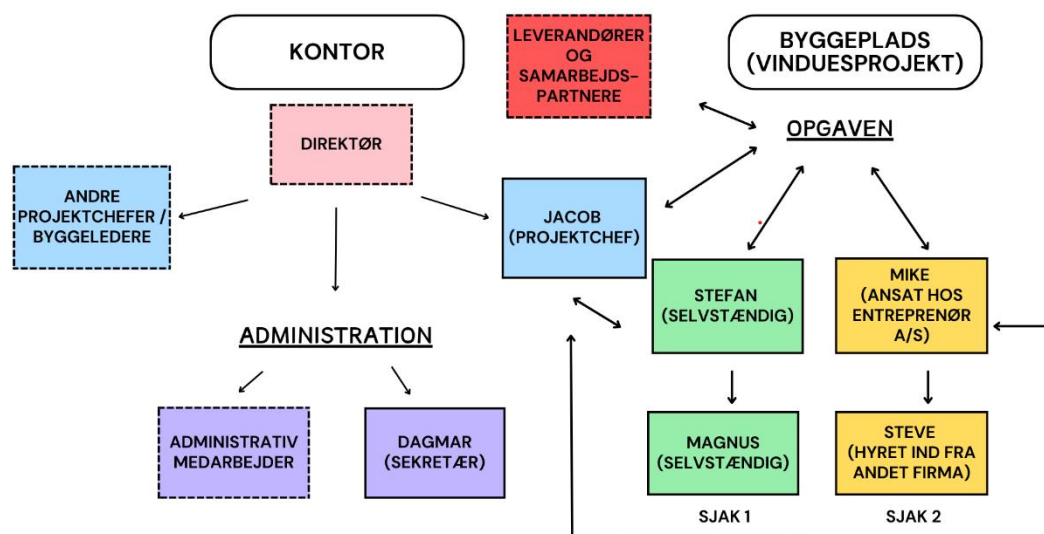 KONTOR
LEVERANDØRER
OG
SAMARBEJDS-
PARTNERE
BYGGEPLADS
(VINDUESPROJEKT)
DIREKTØR
OPGAVEN
ANDRE
PROJEKTCHEFER /
BYGGELEDERE
JACOB
(PROJEKTCHEF)
STEFAN
(SELVSTÆNDIG)
MIKE
(ANSAT HOS
ENTREPRENØR
A/S)
ADMINISTRATION
ADMINISTRATIV
MEDARBEJDER
DAGMAR
(SEKRETÆR)
MAGNUS
(SELVSTÆNDIG)
STEVE
(HYRET IND FRA
ANDET FIRMA)
SJAK 1
SJAK 2